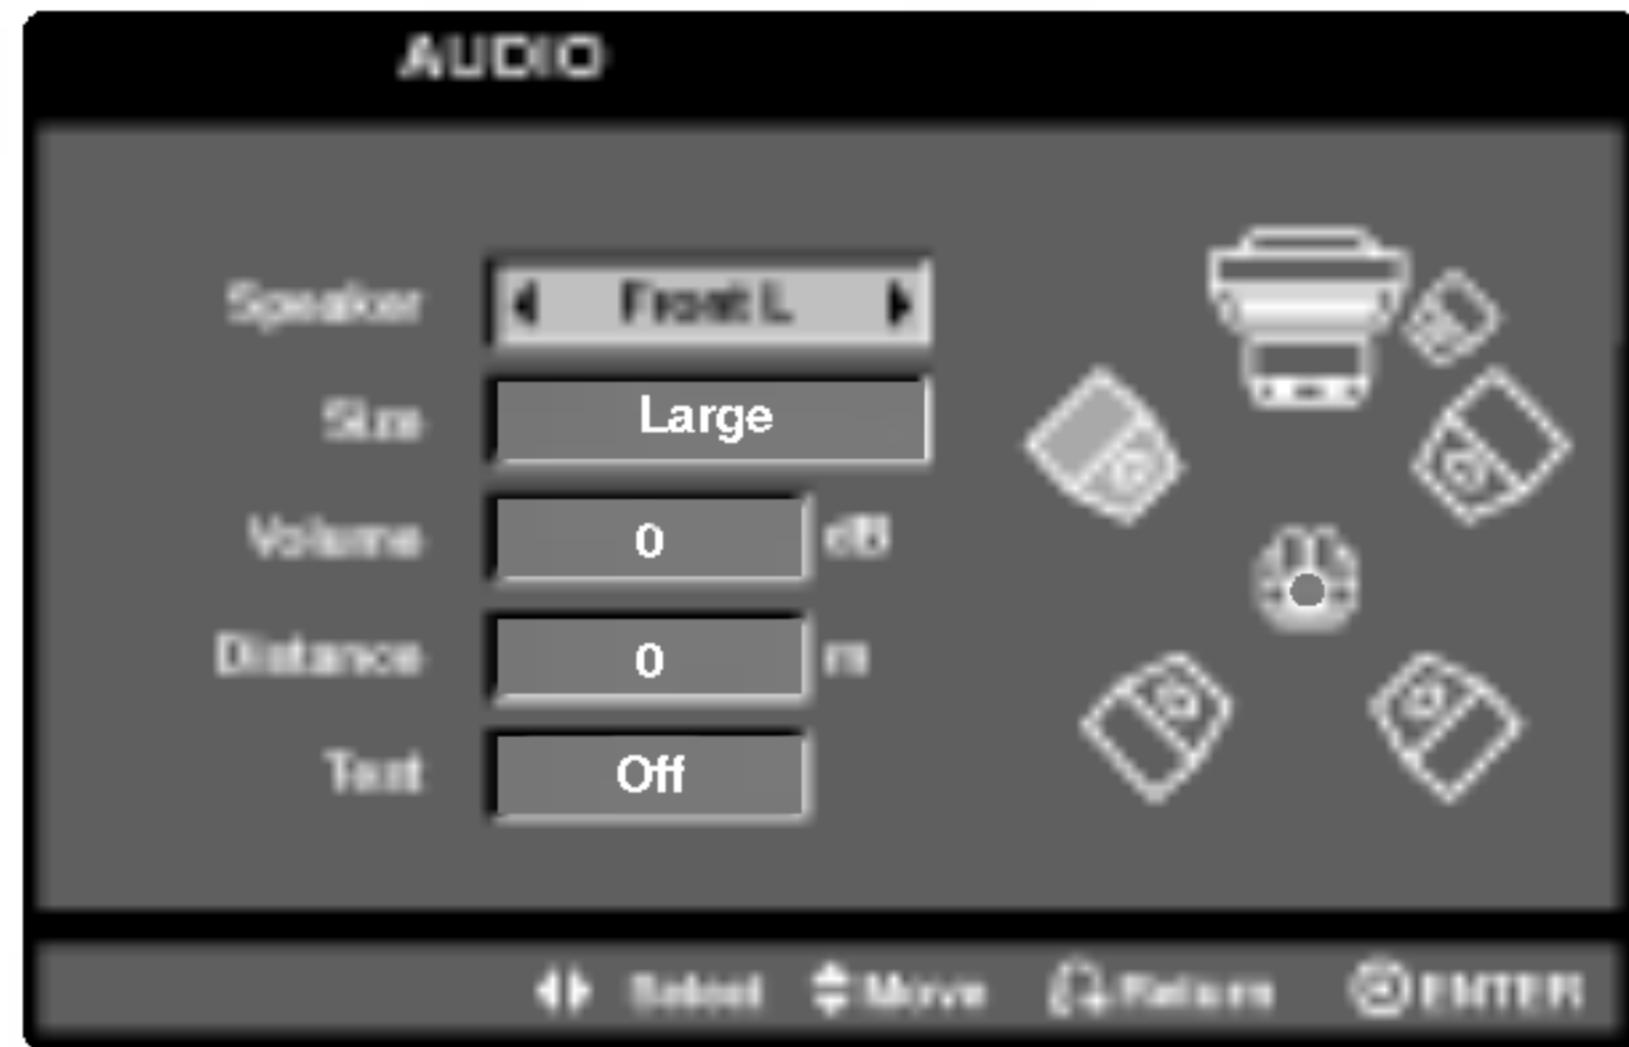 AUDIO
Speaker Front L
Size Large
Volume 0 dB
Distance 0 m
Test Off
Select Move Return ENTER